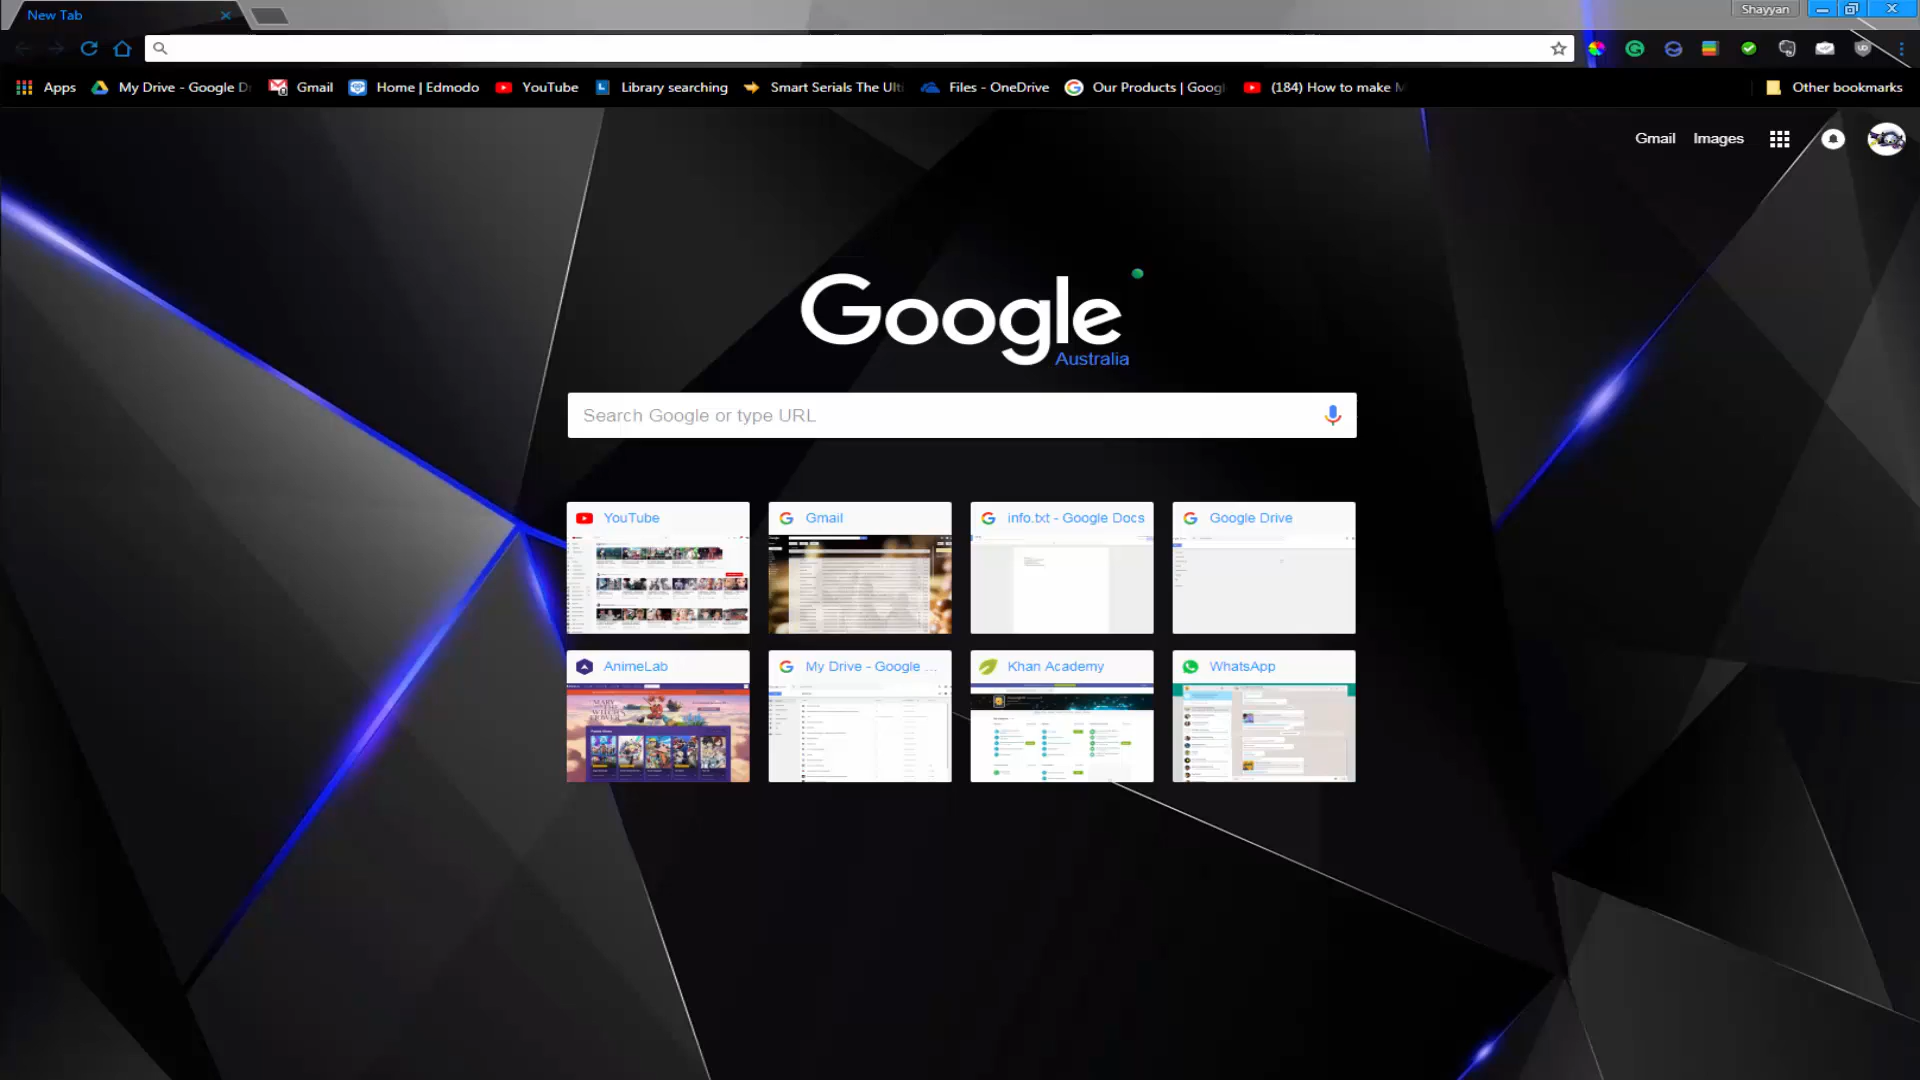 New Tab
Shayyan
Apps
My Drive - Google D
Gmail
Home | Edmodo
YouTube
Library searching
Smart Serials The Ulti
Files - OneDrive
Our Products | Googl
(184) How to make M
Other bookmarks
Gmail
Images
Google
Australia
Search Google or type URL
YouTube
Gmail
info.txt - Google Docs
Google Drive
AnimeLab
My Drive - Google ...
Khan Academy
WhatsApp